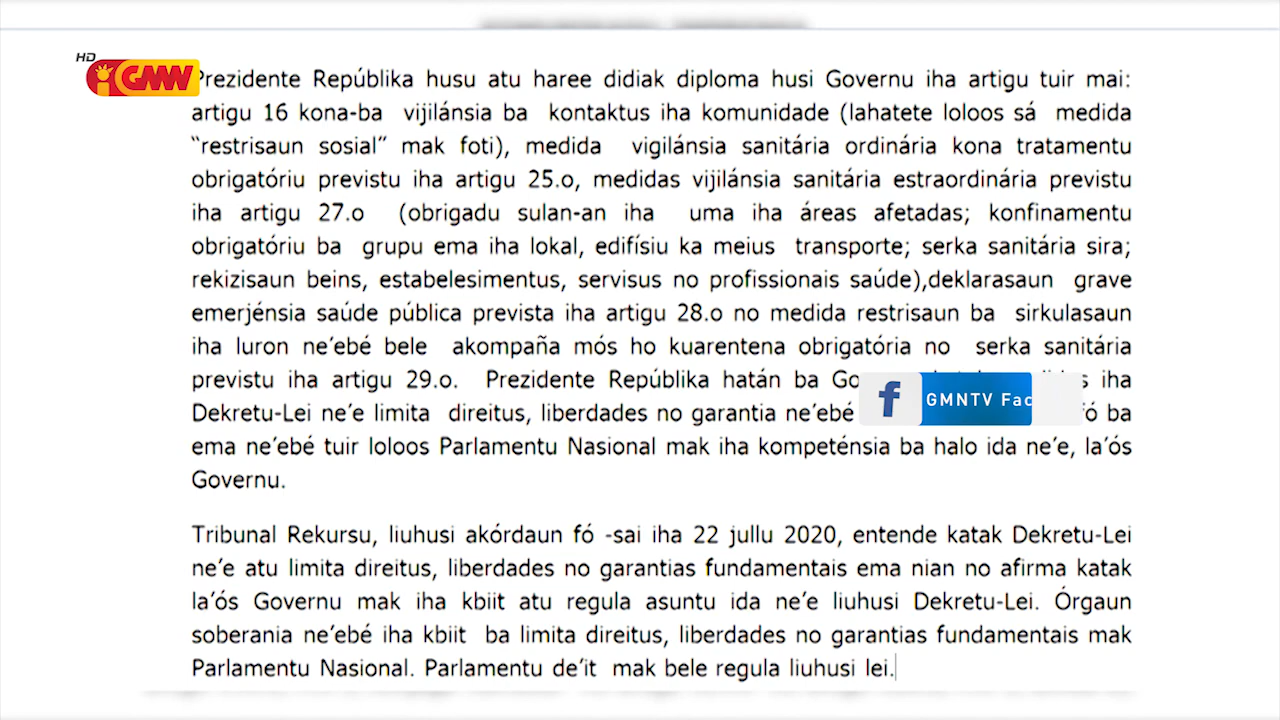 HD
GMN
Prezidente Repúblika husu atu haree didiak diploma husi Governu iha artigu tuir mai:
artigu 16 kona-ba vijilánsia ba kontaktus iha komunidade (lahatete loloos sá medida
“restrisaun sosial” mak foti), medida vigilánsia sanitária ordinária kona tratamentu
obrigatóriu previstu iha artigu 25.o, medidas vijilánsia sanitária estraordinária previstu
iha artigu 27.o (obrigadu sulan-an iha uma iha áreas afetadas; konfinamentu
obrigatóriu ba grupu ema iha lokal, edifísiu ka meius transporte; serka sanitária sira;
rekizisaun beins, estabelesimentus, servisus no profissionais saúde),deklarasaun grave
emerjénsia saúde pública prevista iha artigu 28.o no medida restrisaun ba sirkulasaun
iha luron ne’ebé bele akompaña mós ho kuarentena obrigatória no serka sanitária
previstu iha artigu 29.o. Prezidente Repúblika hatán ba iha
Dekretu-Lei ne’e limita direitus, liberdades no garantia ne’ebé fó ba
ema ne’ebé tuir loloos Parlamentu Nasional mak iha kompeténsia ba halo ida ne’e, la’ós
Governu.
f GMNTV Fac
Tribunal Rekursu, liuhusi akórdaun fó -sai iha 22 jullu 2020, entende katak Dekretu-Lei
ne’e atu limita direitus, liberdades no garantias fundamentais ema nian no afirma katak
la’ós Governu mak iha kbiit atu regula asuntu ida ne’e liuhusi Dekretu-Lei. Órgaun
soberania ne’ebé iha kbiit ba limita direitus, liberdades no garantias fundamentais mak
Parlamentu Nasional. Parlamentu de’it mak bele regula liuhusi lei.